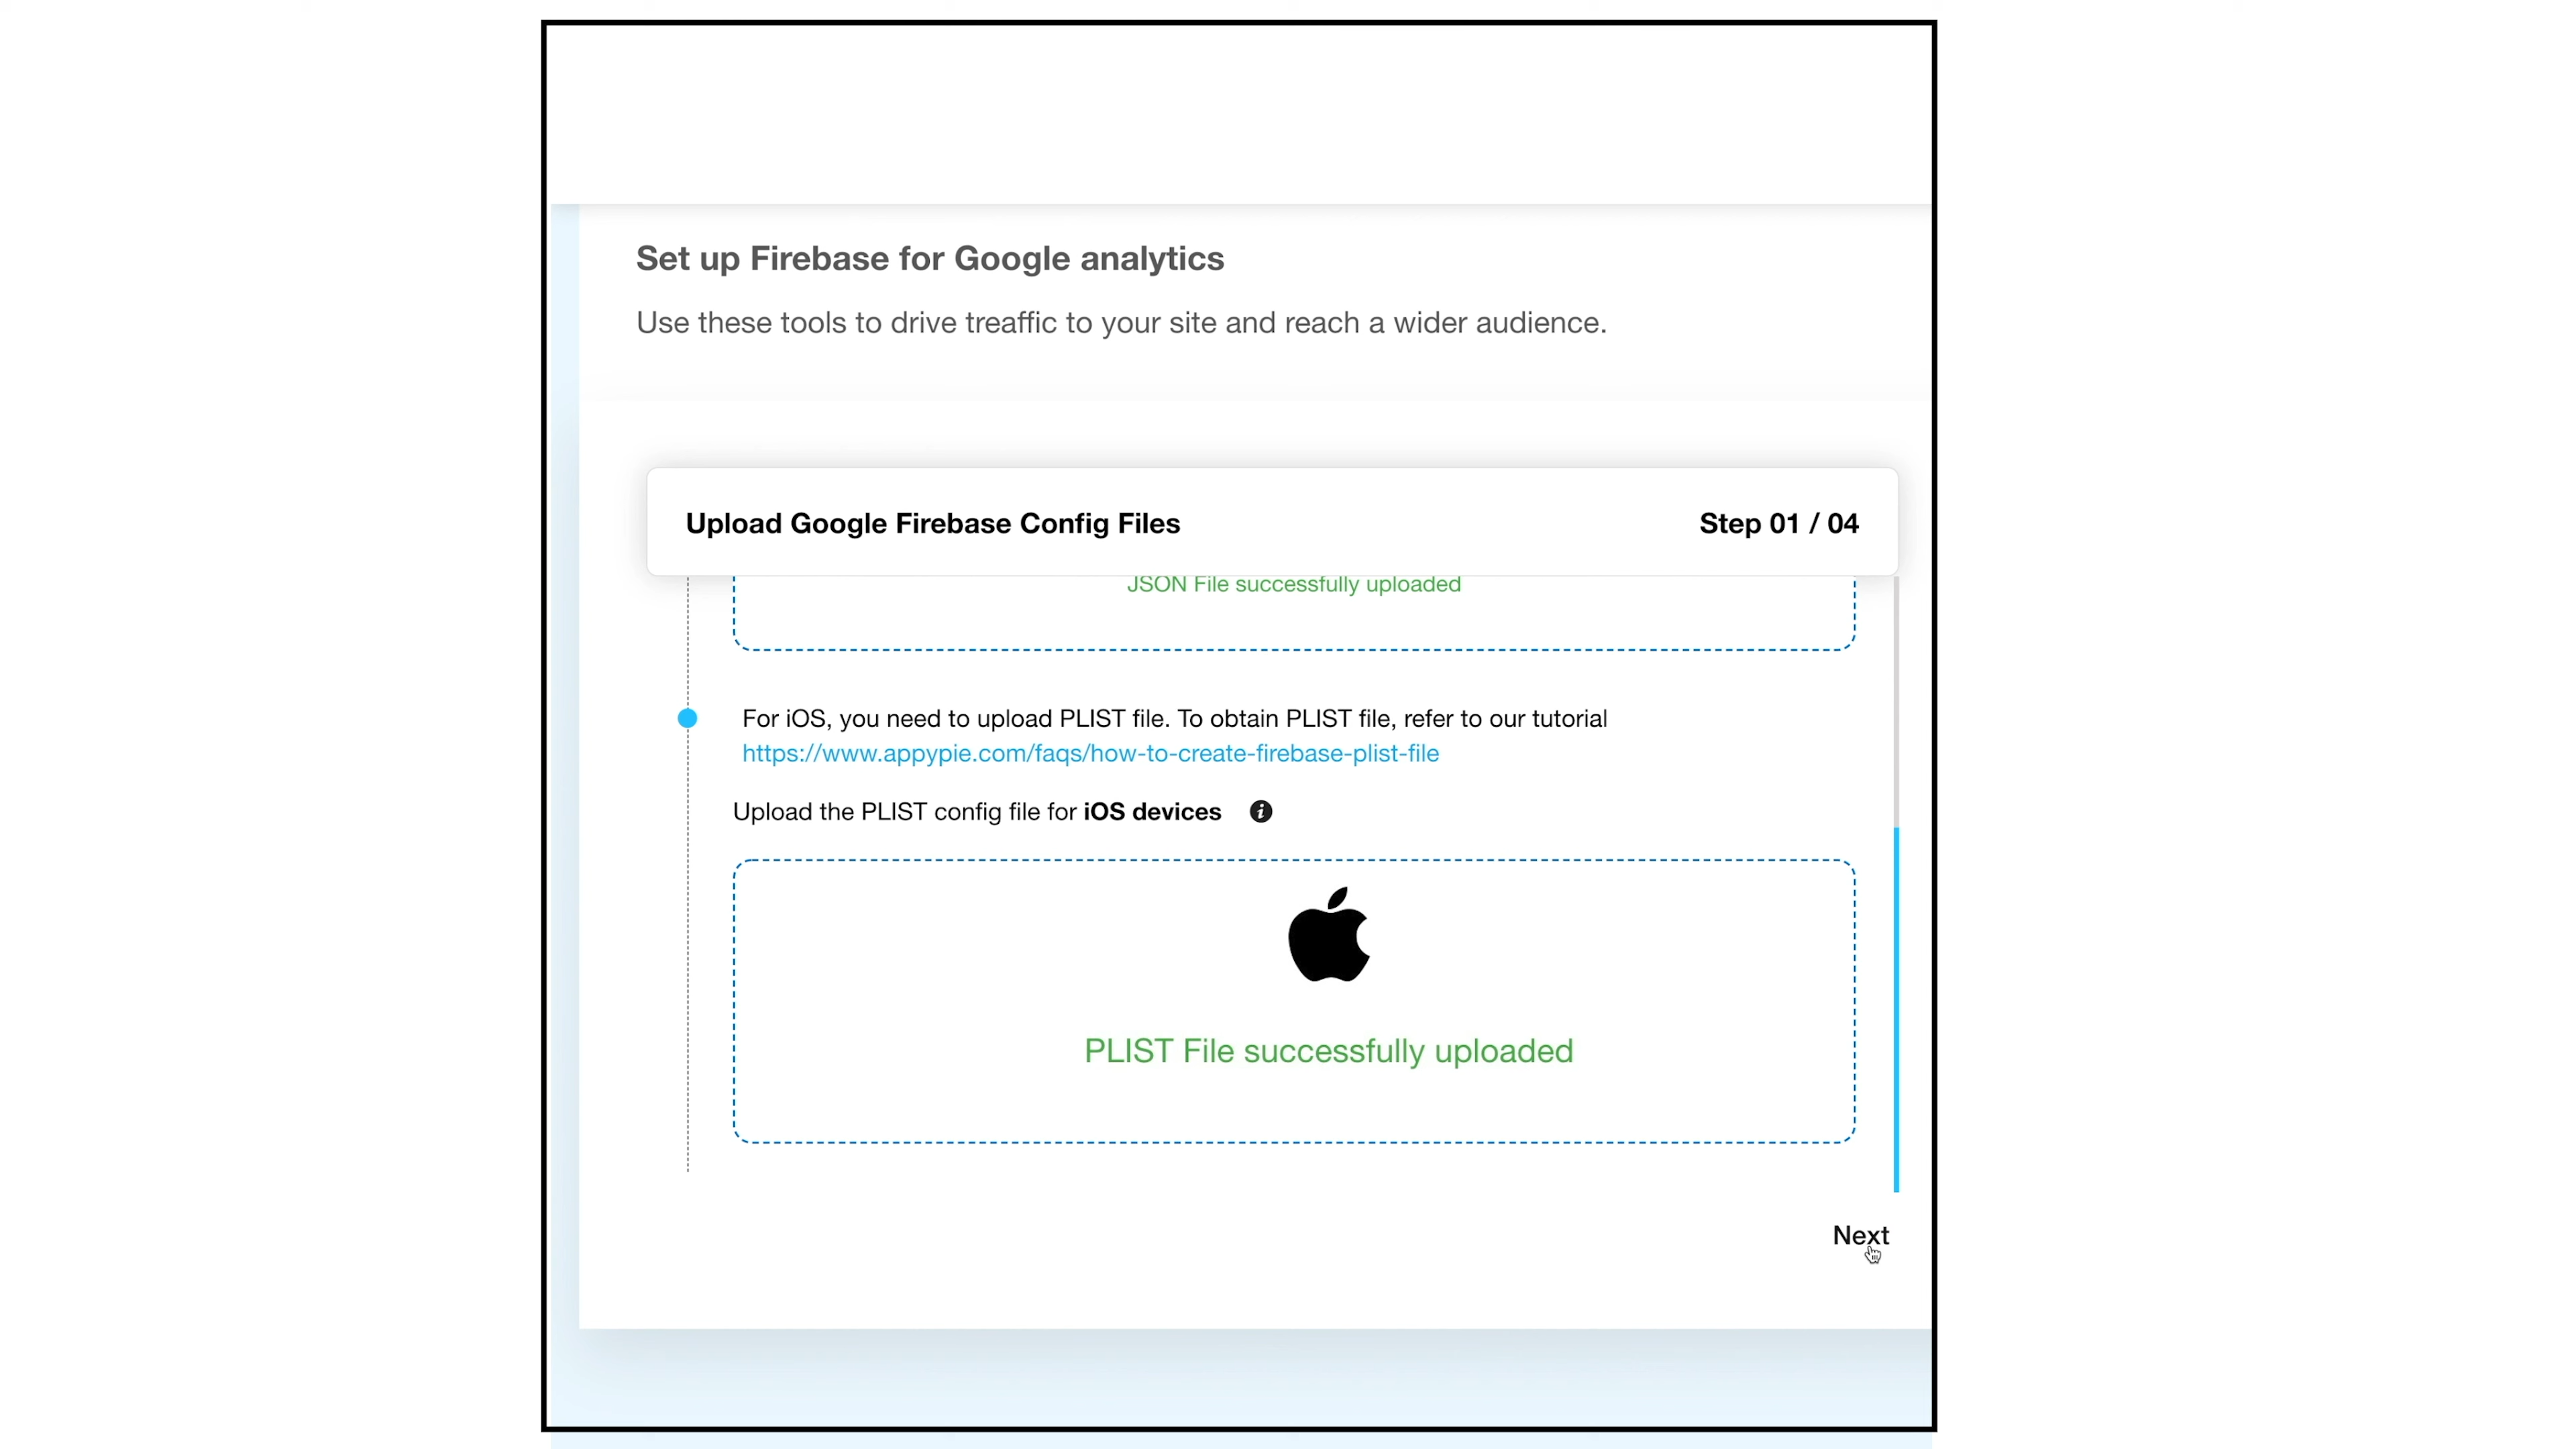 Set up Firebase for Google analytics
Use these tools to drive treaffic to your site and reach a wider audience.
Upload Google Firebase Config Files
Step 01 / 04
JSON File successfully uploaded
For iOS, you need to upload PLIST file. To obtain PLIST file, refer to our tutorial
https://www.appypie.com/faqs/how-to-create-firebase-plist-file
Upload the PLIST config file for iOS devices
PLIST File successfully uploaded
Next